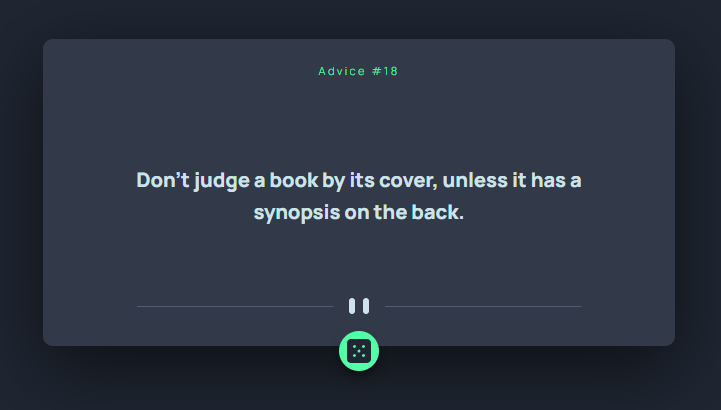 Advice #18
Don’t judge a book by its cover, unless it has a
synopsis on the back.